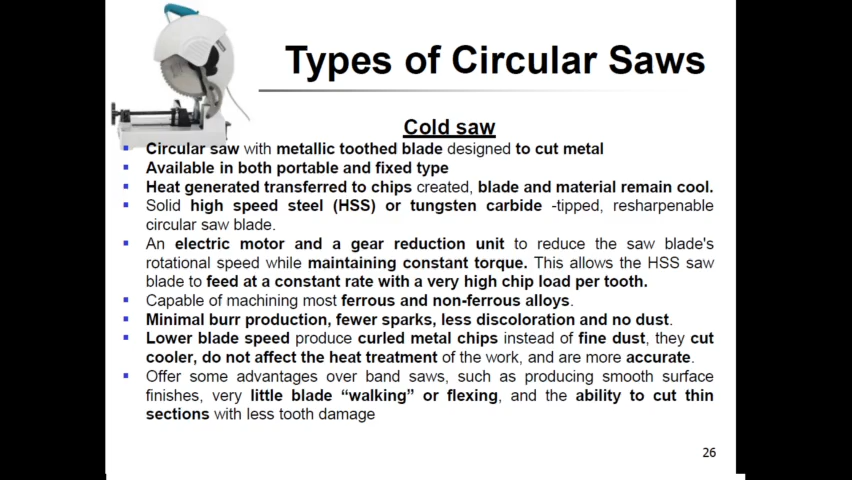 Types of Circular Saws
Cold saw
▪ Circular saw with metallic toothed blade designed to cut metal
▪ Available in both portable and fixed type
▪ Heat generated transferred to chips created, blade and material remain cool.
▪ Solid high speed steel (HSS) or tungsten carbide -tipped, resharpenable
circular saw blade.
▪ An electric motor and a gear reduction unit to reduce the saw blade's
rotational speed while maintaining constant torque. This allows the HSS saw
blade to feed at a constant rate with a very high chip load per tooth.
▪ Capable of machining most ferrous and non-ferrous alloys.
▪ Minimal burr production, fewer sparks, less discoloration and no dust.
▪ Lower blade speed produce curled metal chips instead of fine dust, they cut
cooler, do not affect the heat treatment of the work, and are more accurate.
▪ Offer some advantages over band saws, such as producing smooth surface
finishes, very little blade “walking” or flexing, and the ability to cut thin
sections with less tooth damage
26